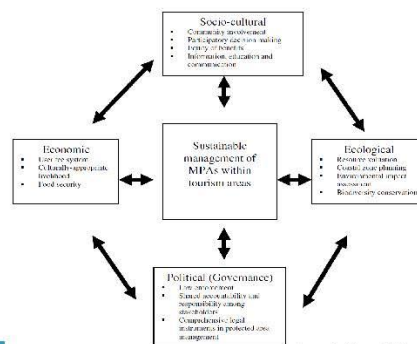 Socio-cultural
• Community involvement
• Participatory decision making
• Equity of benefits
• Information, education and
communication
Economic
• User fee system
• Culturally-appropriate
livelihood
• Food security
Sustainable
management of
MPAs within
tourism areas
Ecological
• Resource valuation
• Coastal zone planning
• Environmental impact
assessment
• Biodiversity conservation
Political (Governance)
• Law enforcement
• Shared accountability and
responsibility among
stakeholders
• Comprehensive legal
instruments in protected area
management